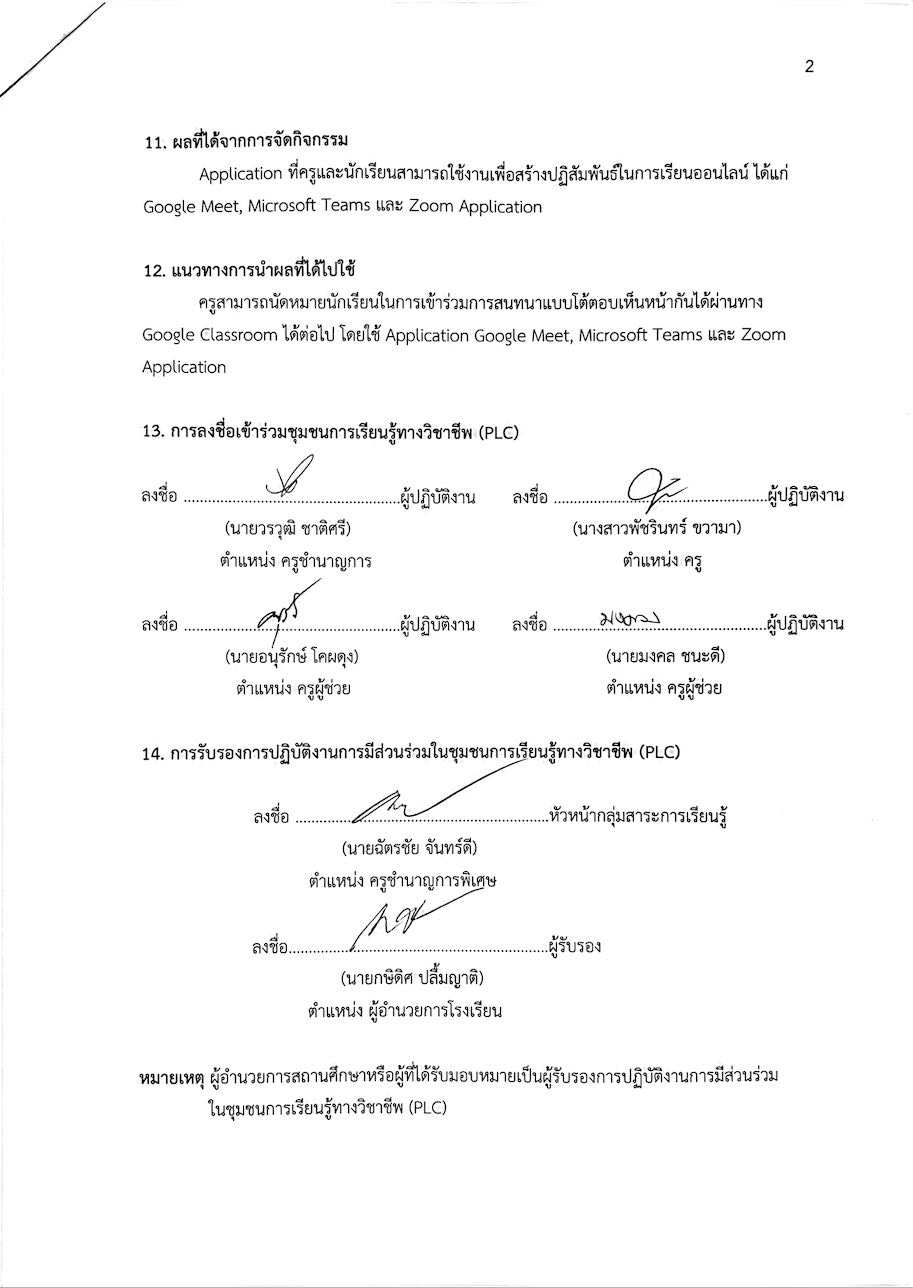 2
11. ผลที่ได้จากการจัดกิจกรรม
Application ที่ครูและนักเรียนสามารถใช้งานเพื่อสร้างปฏิสัมพันธ์ในการเรียนออนไลน์ ได้แก่
Google Meet, Microsoft Teams และ Zoom Application
12. แนวทางการนำผลที่ได้ไปใช้
ครูสามารถนัดหมายนักเรียนในการเข้าร่วมการสนทนาแบบโต้ตอบเห็นหน้ากันได้ผ่านทาง
Google Classroom ได้ต่อไป โดยใช้ Application Google Meet, Microsoft Teams และ Zoom
Application
13. การลงชื่อเข้าร่วมชุมชนการเรียนรู้ทางวิชาชีพ (PLC)
ลงชื่อ ........................................ผู้ปฏิบัติงาน ลงชื่อ ........................................ผู้ปฏิบัติงาน
(นายวรวุฒิ ชาติศรี) (นางสาวพัชรินทร์ ขวามา)
ตำแหน่ง ครูชำนาญการ ตำแหน่ง ครู
ลงชื่อ ........................................ผู้ปฏิบัติงาน ลงชื่อ ........................................ผู้ปฏิบัติงาน
(นายอนุรักษ์ โคผดุง) (นายมงคล ชนะดี)
ตำแหน่ง ครูผู้ช่วย ตำแหน่ง ครูผู้ช่วย
14. การรับรองการปฏิบัติงานการมีส่วนร่วมในชุมชนการเรียนรู้ทางวิชาชีพ (PLC)
ลงชื่อ ................................................หัวหน้ากลุ่มสาระการเรียนรู้
(นายฉัตรชัย จันทร์ดี)
ตำแหน่ง ครูชำนาญการพิเศษ
ลงชื่อ................................................ผู้รับรอง
(นายกษิดิศ ปลื้มญาติ)
ตำแหน่ง ผู้อำนวยการโรงเรียน
หมายเหตุ ผู้อำนวยการสถานศึกษาหรือผู้ที่ได้รับมอบหมายเป็นผู้รับรองการปฏิบัติงานการมีส่วนร่วม
ในชุมชนการเรียนรู้ทางวิชาชีพ (PLC)